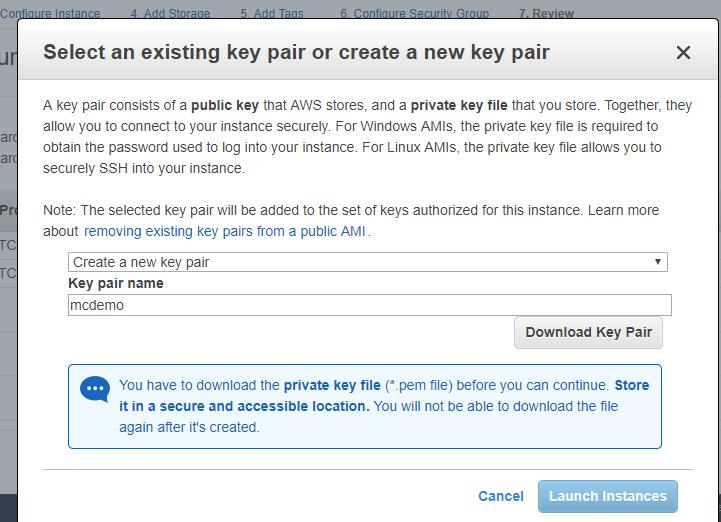 Configure Instance 4. Add Storage 5. Add Tags 6. Configure Security Group 7. Review
Select an existing key pair or create a new key pair
A key pair consists of a public key that AWS stores, and a private key file that you store. Together, they
allow you to connect to your instance securely. For Windows AMIs, the private key file is required to
obtain the password used to log into your instance. For Linux AMIs, the private key file allows you to
securely SSH into your instance.
Note: The selected key pair will be added to the set of keys authorized for this instance. Learn more
about removing existing key pairs from a public AMI .
Create a new key pair
Key pair name
mcdemo
Download Key Pair
You have to download the private key file (*.pem file) before you can continue. Store
it in a secure and accessible location. You will not be able to download the file
again after it's created.
Cancel Launch Instances